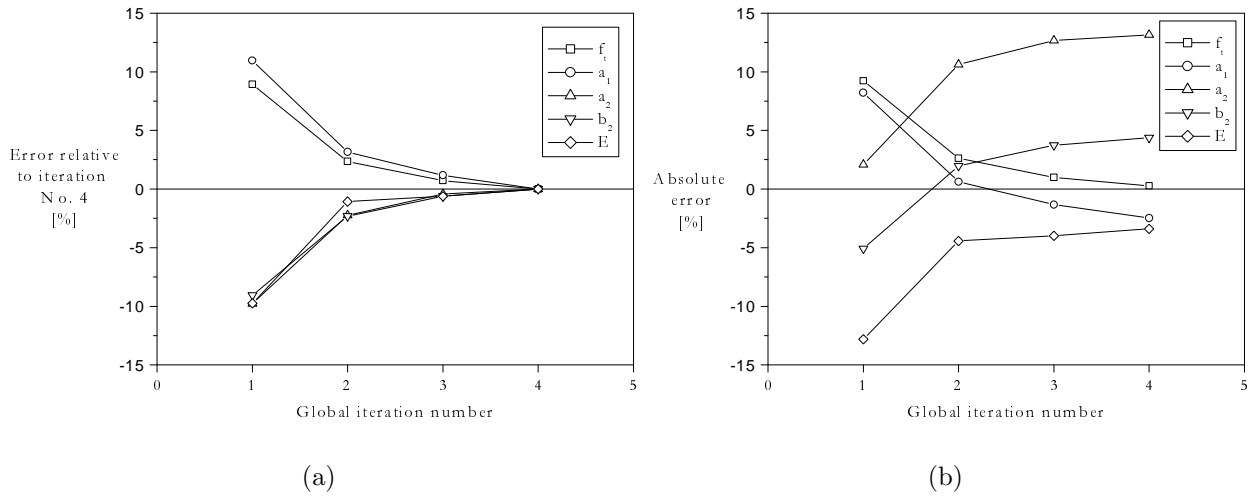 15
10
5
0
-5
-10
-15
Error relative
to iteration
No. 4
[%]
f_t
a_1
a_2
b_2
E
0 1 2 3 4 5
Global iteration number
(a)
15
10
5
0
-5
-10
-15
Absolute
error
[%]
f_t
a_1
a_2
b_2
E
0 1 2 3 4 5
Global iteration number
(b)